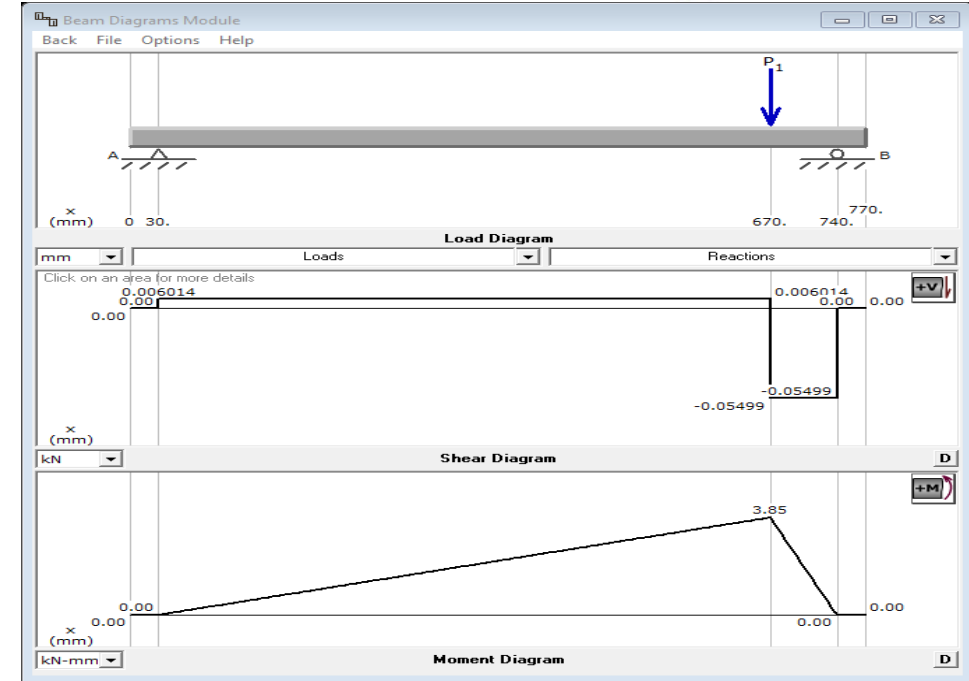 Beam Diagrams Module
Back File Options Help
P1
A
B
x
(mm) 0 30. 670. 740. 770.
Load Diagram
mm Loads Reactions
Click on an area for more details
0.006014 0.006014
0.00 0.00 0.00
0.00
+V
-0.05499
-0.05499
x
(mm)
kN Shear Diagram D
+M
3.85
0.00 0.00
0.00 0.00
x
(mm)
kN-mm Moment Diagram D